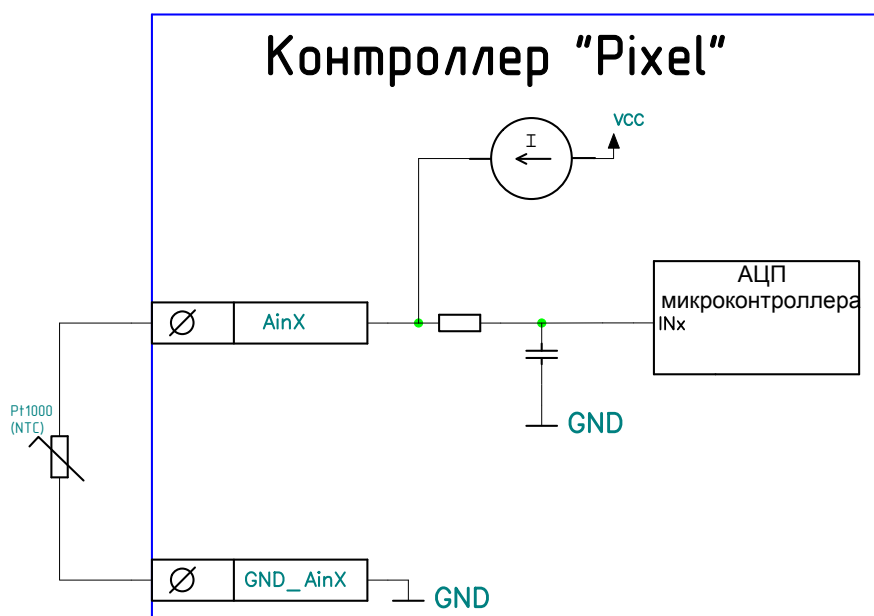 Контроллер "Pixel"
VCC
I
АЦП
микроконтроллера
INx
AinX
Pt1000
(NTC)
GND
GND_AinX
GND